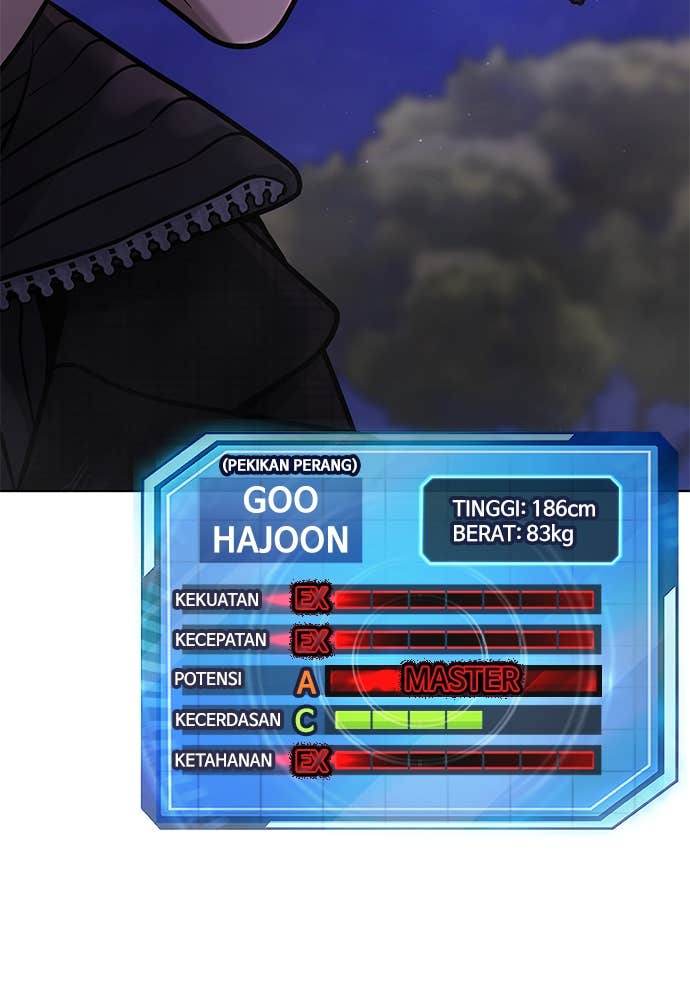 (PEKIKAN PERANG)
GOO
HAJOON
TINGGI: 186cm
BERAT: 83kg
KEKUATAN EX
KECEPATAN EX
POTENSI A MASTER
KECERDASAN C
KETAHANAN EX